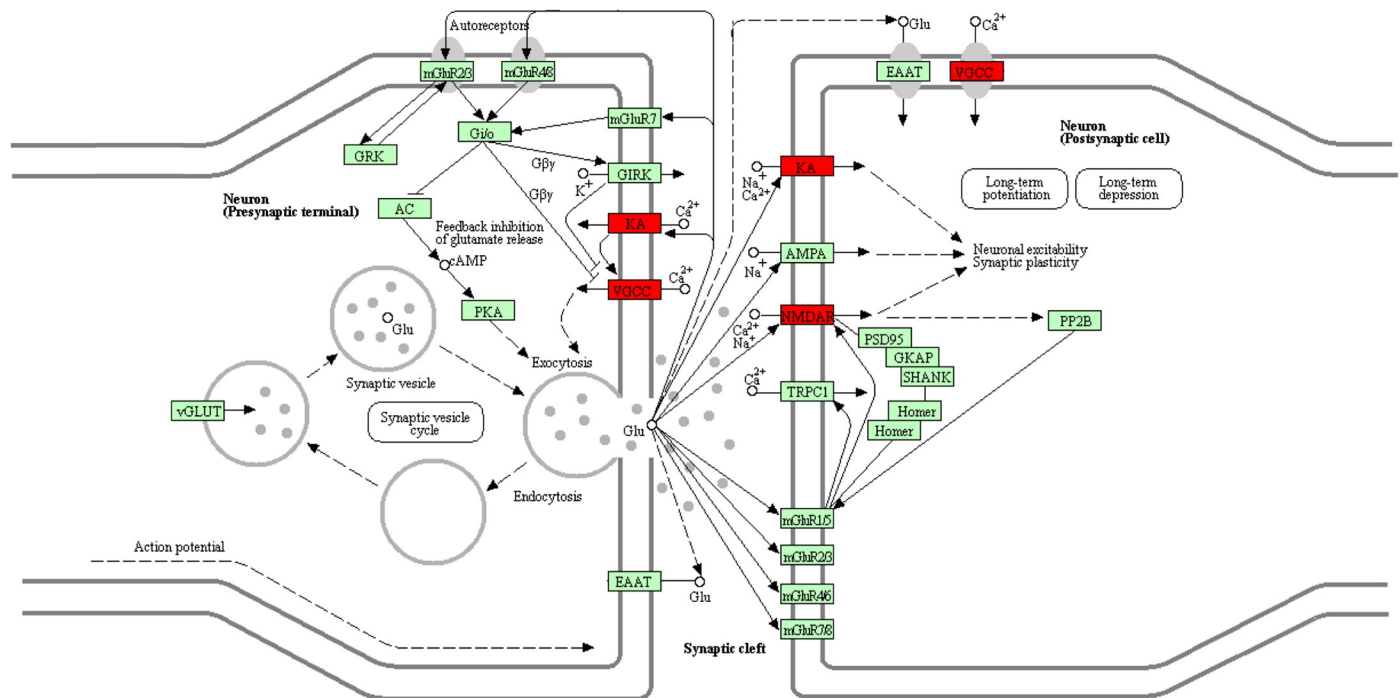 Autoreceptors
mGluR2/3
mGluR4/8
Glu
Ca2+
EAAT
VGCC
mGluR7
Gi/o
GRK
Gβγ
GIRK
K+
Gβγ
Neuron
(Presynaptic terminal)
AC
Feedback inhibition
of glutamate release
cAMP
KA
Ca2+
VGCC
Ca2+
PKA
Exocytosis
Glu
Synaptic vesicle
vGLUT
Synaptic vesicle
cycle
Endocytosis
Glu
Action potential
EAAT
Glu
Synaptic cleft
Neuron
(Postsynaptic cell)
KA
Na+
Ca2+
Long-term
potentiation
Long-term
depression
AMPA
Na+
Neuronal excitability
Synaptic plasticity
NMDAR
Ca2+
Na+
PP2B
PSD95
GKAP
SHANK
Homer
Homer
Ca2+
TRPC1
mGluR1/5
mGluR2/3
mGluR4/6
mGluR7/8